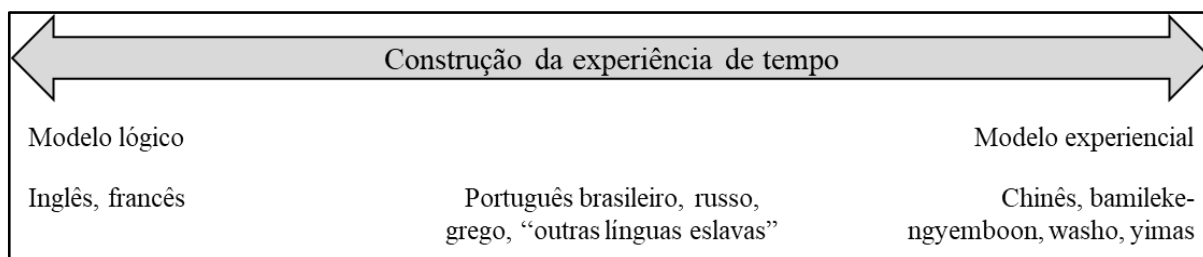 Construção da experiência de tempo
Modelo lógico
Modelo experiencial
Inglês, francês
Português brasileiro, russo,
grego, “outras línguas eslavas”
Chinês, bamileke-
ngyemboon, washo, yimas